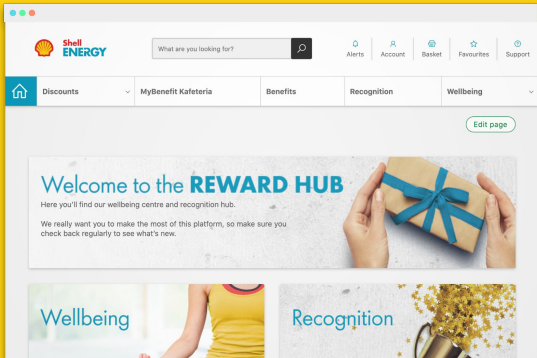 Shell
ENERGY
What are you looking for?
Alerts
Account
Basket
Favourites
Support
Discounts
MyBenefit Kafeteria
Benefits
Recognition
Wellbeing
Edit page
Welcome to the REWARD HUB
Here you'll find our wellbeing centre and recognition hub.
We really want you to make the most of this platform, so make sure you
check back regularly to see what's new.
Wellbeing
Recognition